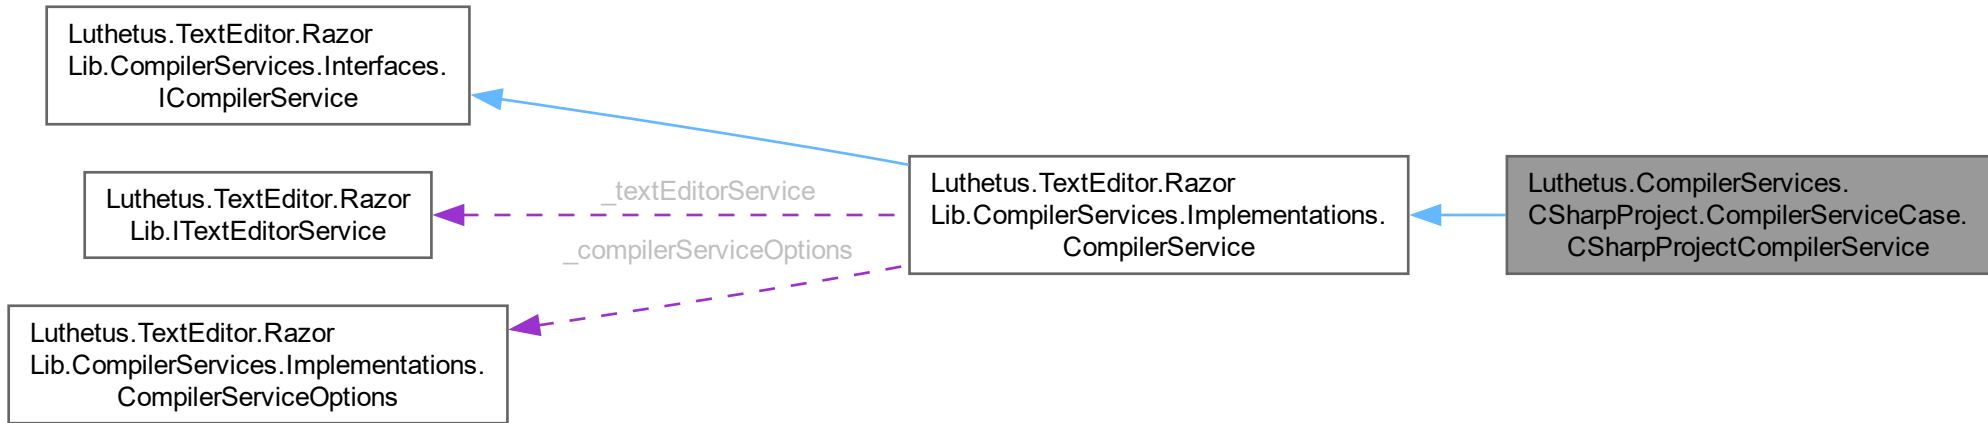 Luthetus.TextEditor.Razor
Lib.CompilerServices.Interfaces.
ICompilerService
Luthetus.TextEditor.Razor
Lib.ITextEditorService
Luthetus.TextEditor.Razor
Lib.CompilerServices.Implementations.
CompilerServiceOptions
_textEditorService
_compilerServiceOptions
Luthetus.TextEditor.Razor
Lib.CompilerServices.Implementations.
CompilerService
Luthetus.CompilerServices.
CSharpProject.CompilerServiceCase.
CSharpProjectCompilerService